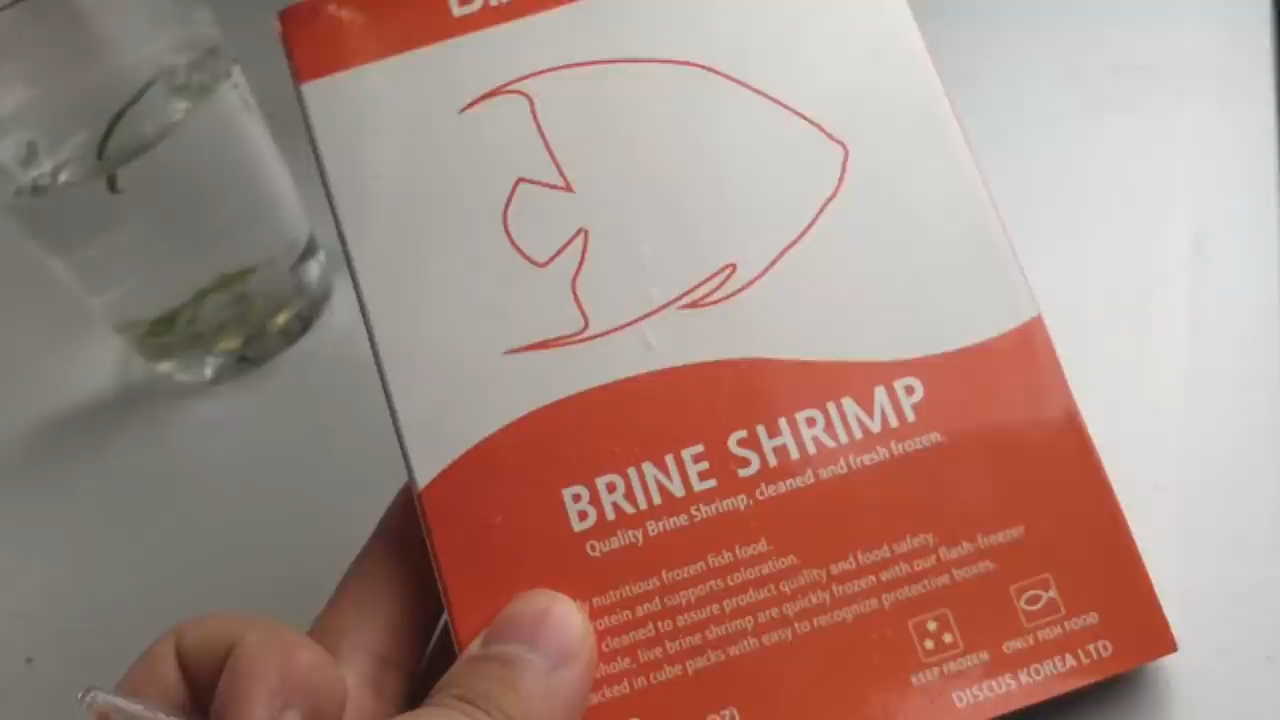 BRINE SHRIMP
Quality Brine Shrimp, cleaned and fresh frozen.
nutritious frozen fish food.
protein and supports coloration.
cleaned to assure product quality and food safety.
whole, live brine shrimp are quickly frozen with our flash-freezer
packed in cube packs with easy to recognize protective boxes.
KEEP FROZEN
ONLY FISH FOOD
DISCUS KOREA LTD
OZ)